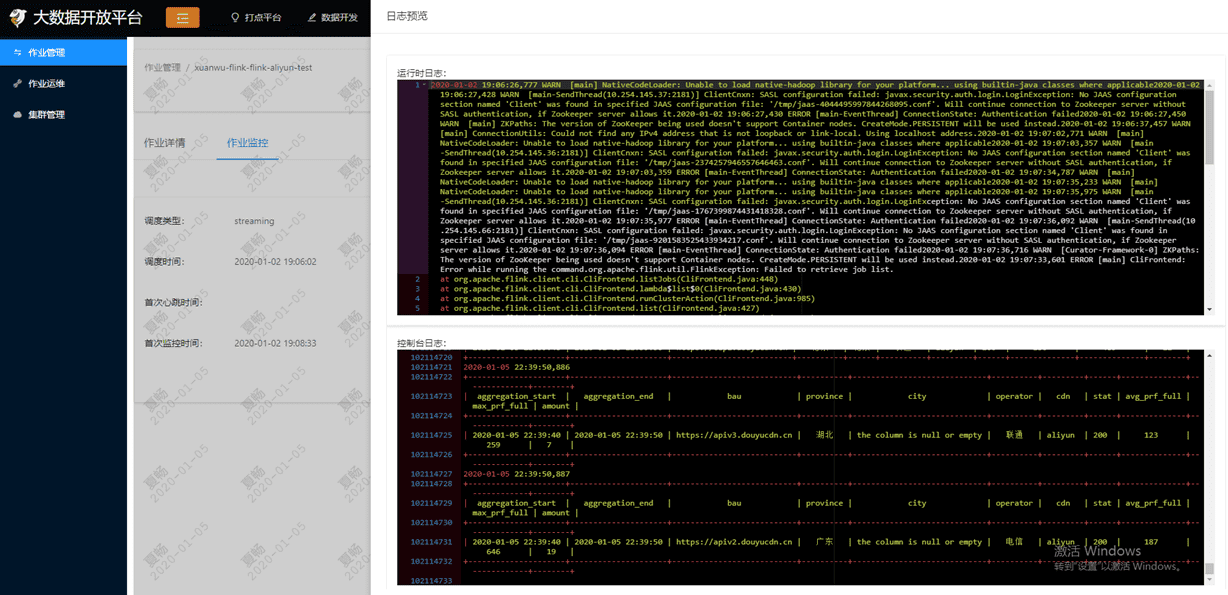 大数据开放平台
打点平台
数据开发
作业管理
作业运维
集群管理
作业管理 / xuanwu-flink-flink-aliyun-test
作业详情
作业监控
调度类型:
streaming
调度时间:
2020-01-02 19:06:02
首次心跳时间:
首次监控时间:
2020-01-02 19:08:33
日志预览
运行时日志:
1 2020-01-02 19:06:26,777 WARN [main] NativeCodeLoader: Unable to load native-hadoop library for your platform... using builtin-java classes where applicable2020-01-02
19:06:27,428 WARN [main-SendThread(10.254.145.37:2181)] ClientCnxn: SASL configuration failed: javax.security.auth.login.LoginException: No JAAS configuration
section named 'Client' was found in specified JAAS configuration file: '/tmp/jaas-4044495997844268095.conf'. Will continue connection to Zookeeper server without
SASL authentication, if Zookeeper server allows it.2020-01-02 19:06:27,430 ERROR [main-EventThread] ConnectionState: Authentication failed2020-01-02 19:06:27,450
WARN [main] ZKPaths: The version of ZooKeeper being used doesn't support Container nodes. CreateMode.PERSISTENT will be used instead.2020-01-02 19:06:37,457 WARN
[main] ConnectionUtils: Could not find any IPv4 address that is not loopback or link-local. Using localhost address.2020-01-02 19:07:02,771 WARN [main]
NativeCodeLoader: Unable to load native-hadoop library for your platform... using builtin-java classes where applicable2020-01-02 19:07:03,357 WARN [main
-SendThread(10.254.145.36:2181)] ClientCnxn: SASL configuration failed: javax.security.auth.login.LoginException: No JAAS configuration section named 'Client' was
found in specified JAAS configuration file: '/tmp/jaas-2374257946557646463.conf'. Will continue connection to Zookeeper server without SASL authentication, if
Zookeeper server allows it.2020-01-02 19:07:03,359 ERROR [main-EventThread] ConnectionState: Authentication failed2020-01-02 19:07:34,787 WARN [main]
NativeCodeLoader: Unable to load native-hadoop library for your platform... using builtin-java classes where applicable2020-01-02 19:07:35,233 WARN [main]
NativeCodeLoader: Unable to load native-hadoop library for your platform... using builtin-java classes where applicable2020-01-02 19:07:35,975 WARN [main
-SendThread(10.254.145.36:2181)] ClientCnxn: SASL configuration failed: javax.security.auth.login.LoginException: No JAAS configuration section named 'Client' was
found in specified JAAS configuration file: '/tmp/jaas-1767399874431418328.conf'. Will continue connection to Zookeeper server without SASL authentication, if
Zookeeper server allows it.2020-01-02 19:07:35,977 ERROR [main-EventThread] ConnectionState: Authentication failed2020-01-02 19:07:36,092 WARN [main-SendThread(10
.254.145.66:2181)] ClientCnxn: SASL configuration failed: javax.security.auth.login.LoginException: No JAAS configuration section named 'Client' was found in
specified JAAS configuration file: '/tmp/jaas-9201583525433934217.conf'. Will continue connection to Zookeeper server without SASL authentication, if Zookeeper
server allows it.2020-01-02 19:07:36,094 ERROR [main-EventThread] ConnectionState: Authentication failed2020-01-02 19:07:36,716 WARN [Curator-Framework-0] ZKPaths:
The version of ZooKeeper being used doesn't support Container nodes. CreateMode.PERSISTENT will be used instead.2020-01-02 19:07:33,601 ERROR [main] CliFrontend:
Error while running the command.org.apache.flink.util.FlinkException: Failed to retrieve job list.
2 at org.apache.flink.client.cli.CliFrontend.listJobs(CliFrontend.java:448)
3 at org.apache.flink.client.cli.CliFrontend.lambda$list$0(CliFrontend.java:430)
4 at org.apache.flink.client.cli.CliFrontend.runClusterAction(CliFrontend.java:985)
5 at org.apache.flink.client.cli.CliFrontend.list(CliFrontend.java:427)
控制台日志:
102114720
102114721 2020-01-05 22:39:50,886
102114722
102114723 | aggregation_start | aggregation_end | bau | province | city | operator | cdn | stat | avg_prf_full |
max_prf_full | amount |
102114724
102114725 | 2020-01-05 22:39:40 | 2020-01-05 22:39:50 | https://apiv3.douyucdn.cn | 湖北 | the column is null or empty | 联通 | aliyun | 200 | 123 |
259 | 7 |
102114726
102114727 2020-01-05 22:39:50,887
102114728
102114729 | aggregation_start | aggregation_end | bau | province | city | operator | cdn | stat | avg_prf_full |
max_prf_full | amount |
102114730
102114731 | 2020-01-05 22:39:40 | 2020-01-05 22:39:50 | https://apiv2.douyucdn.cn | 广东 | the column is null or empty | 电信 | aliyun | 200 | 187 |
646 | 19 |
102114732
102114733
激活 Windows
转到"设置"以激活 Windows。
夏畅
2020-01-05